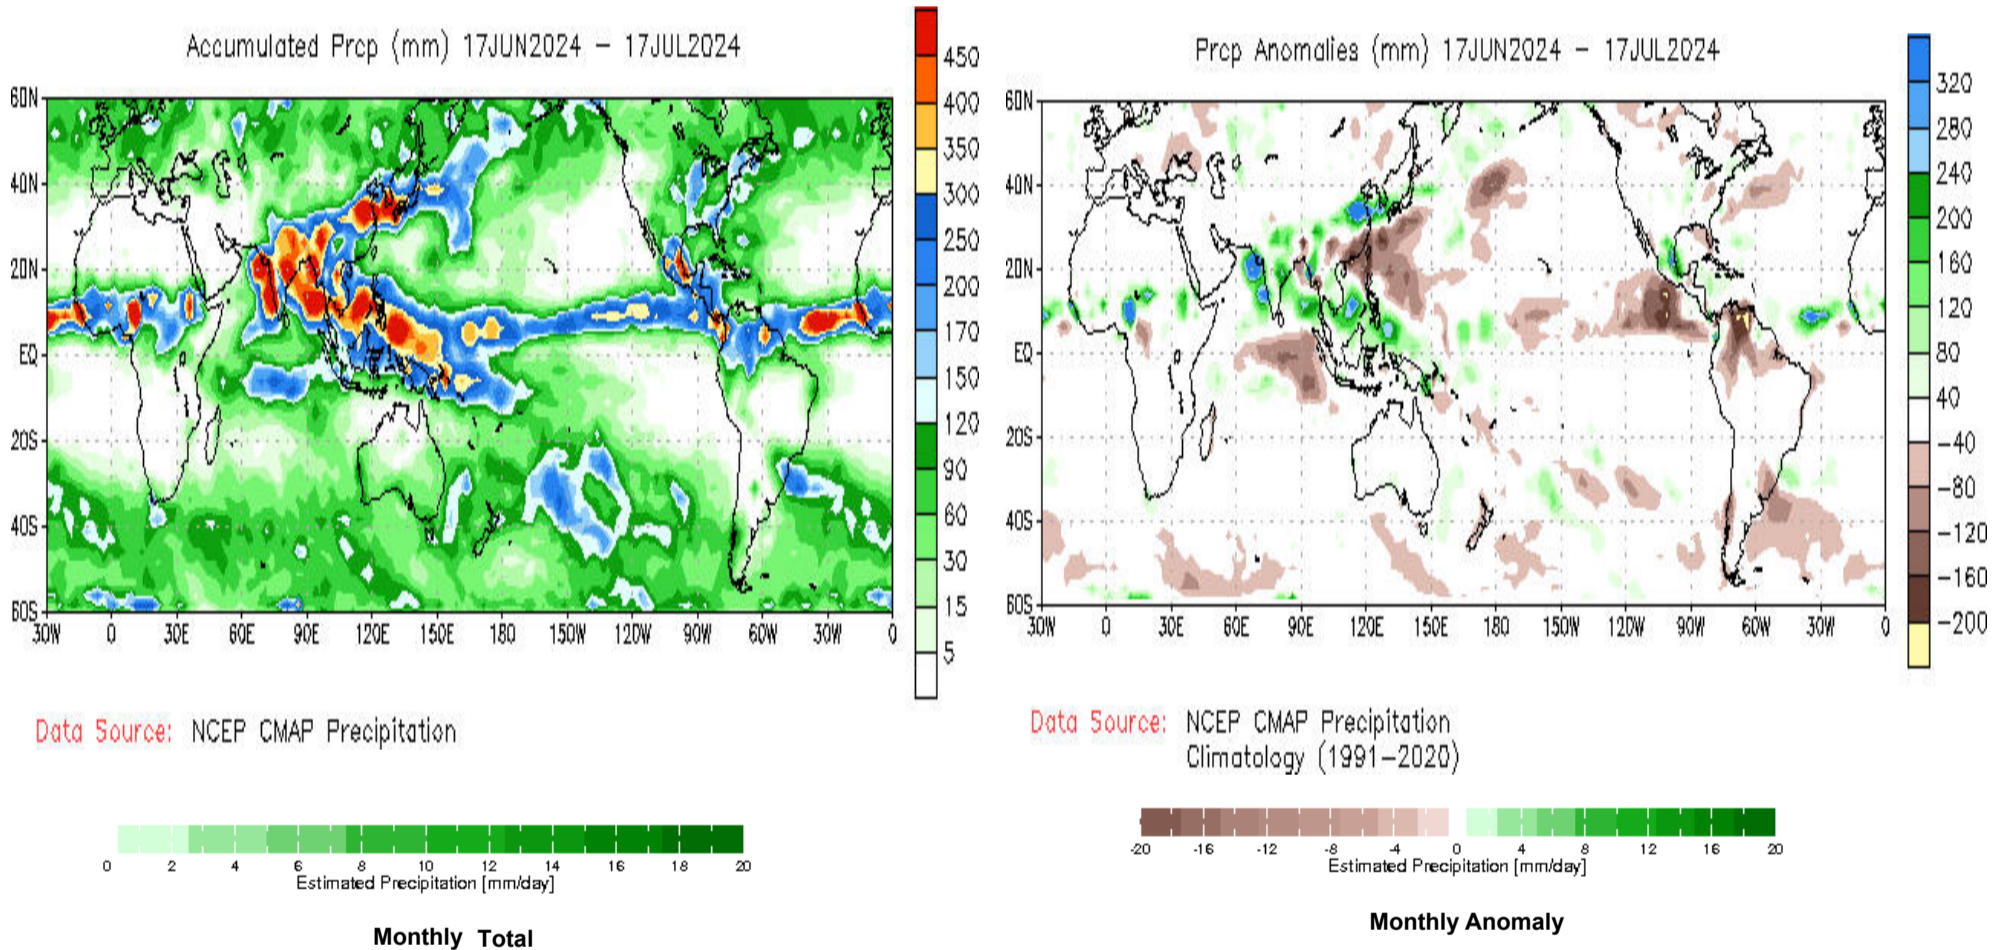 Accumulated Prcp (mm) 17JUN2024 – 17JUL2024
60N
40N
20N
EQ
20S
40S
60S
30W 0 30E 60E 90E 120E 150E 180 150W 120W 90W 60W 30W 0
450
400
350
300
250
200
170
150
120
90
60
30
15
5
Data Source: NCEP CMAP Precipitation
0 2 4 6 8 10 12 14 16 18 20
Estimated Precipitation [mm/day]
Monthly Total
Prcp Anomalies (mm) 17JUN2024 – 17JUL2024
60N
40N
20N
EQ
20S
40S
60S
30W 0 30E 60E 90E 120E 150E 180 150W 120W 90W 60W 30W 0
320
280
240
200
160
120
80
40
-40
-80
-120
-160
-200
Data Source: NCEP CMAP Precipitation
Climatology (1991–2020)
-20 -16 -12 -8 -4 0 4 8 12 16 20
Estimated Precipitation [mm/day]
Monthly Anomaly